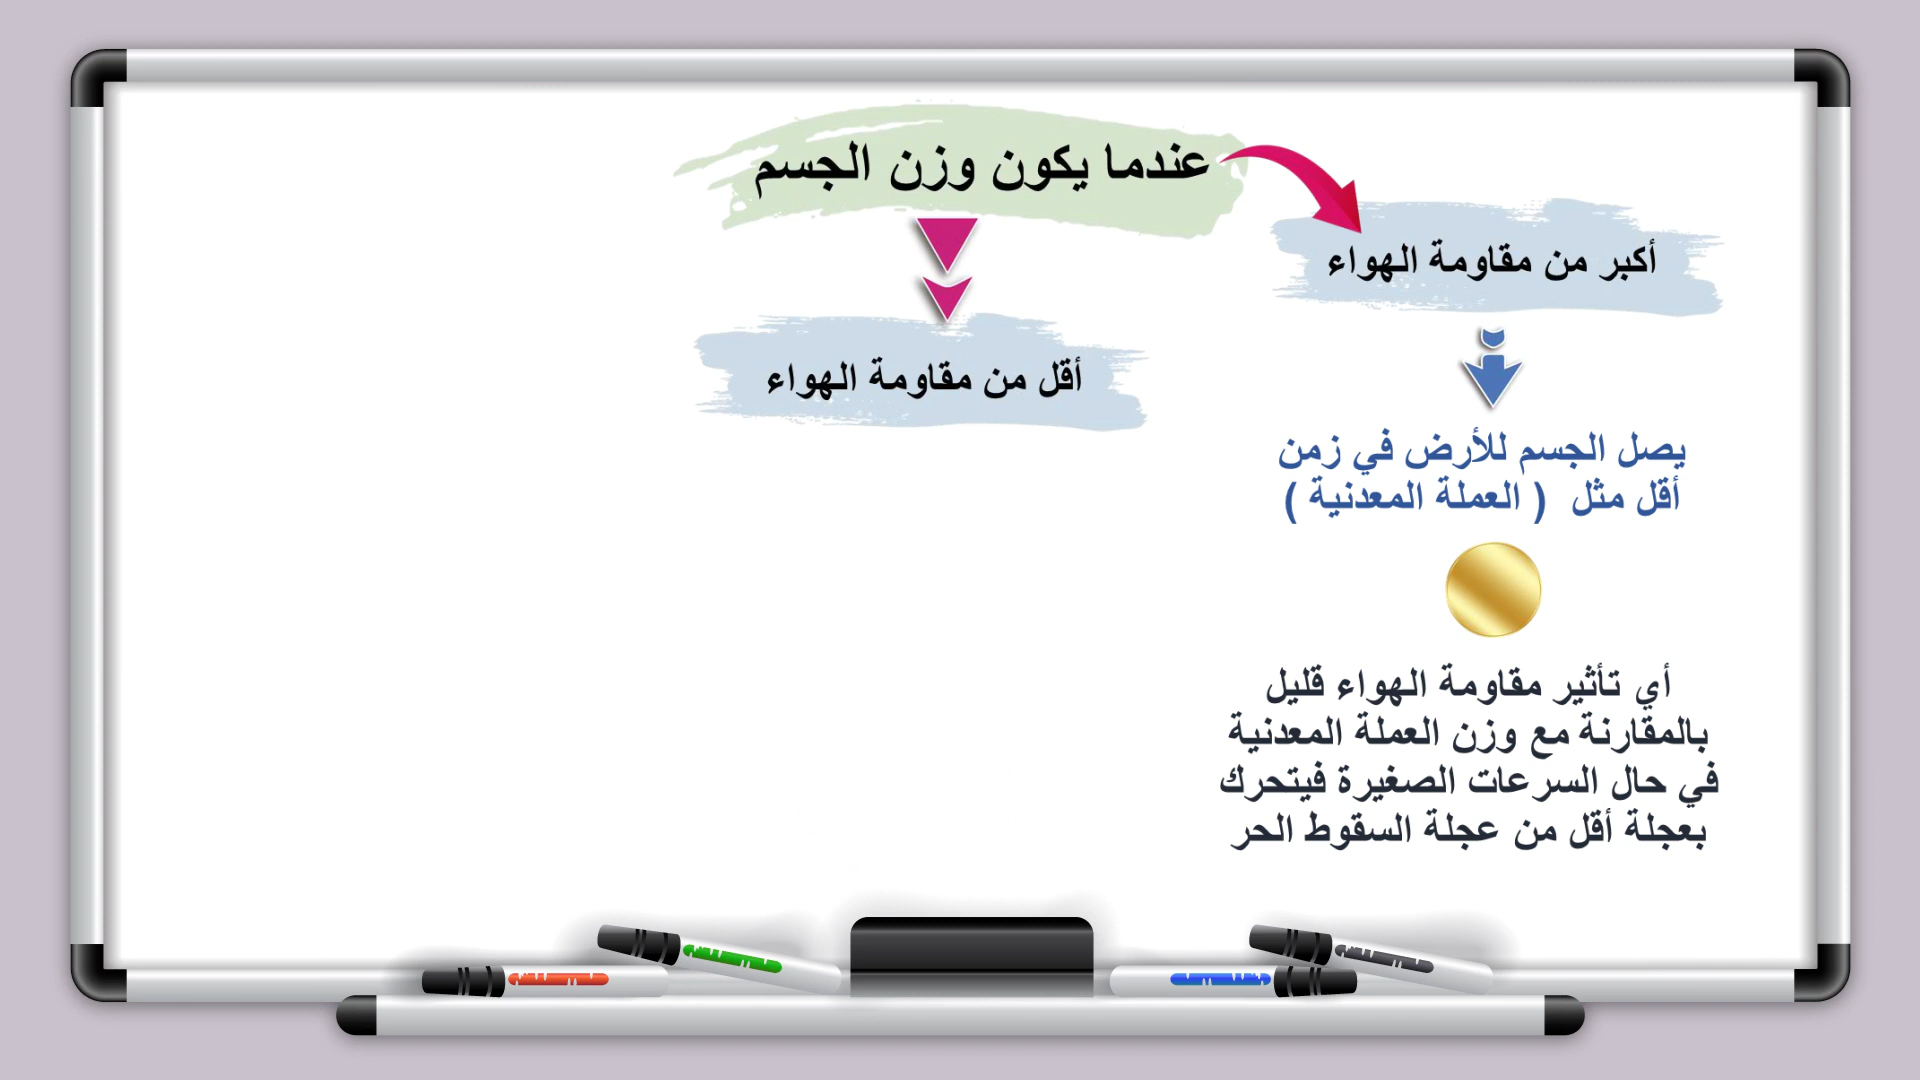 عندما يكون وزن الجسم
أكبر من مقاومة الهواء
يصل الجسم للأرض في زمن
أقل مثل ( العملة المعدنية )
أي تأثير مقاومة الهواء قليل
بالمقارنة مع وزن العملة المعدنية
في حال السرعات الصغيرة فيتحرك
بعجلة أقل من عجلة السقوط الحر
أقل من مقاومة الهواء